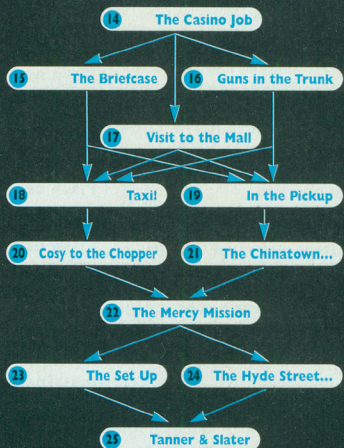 14 The Casino Job
15 The Briefcase
16 Guns in the Trunk
17 Visit to the Mall
18 Taxi!
19 In the Pickup
20 Cosy to the Chopper
21 The Chinatown...
22 The Mercy Mission
23 The Set Up
24 The Hyde Street...
25 Tanner & Slater